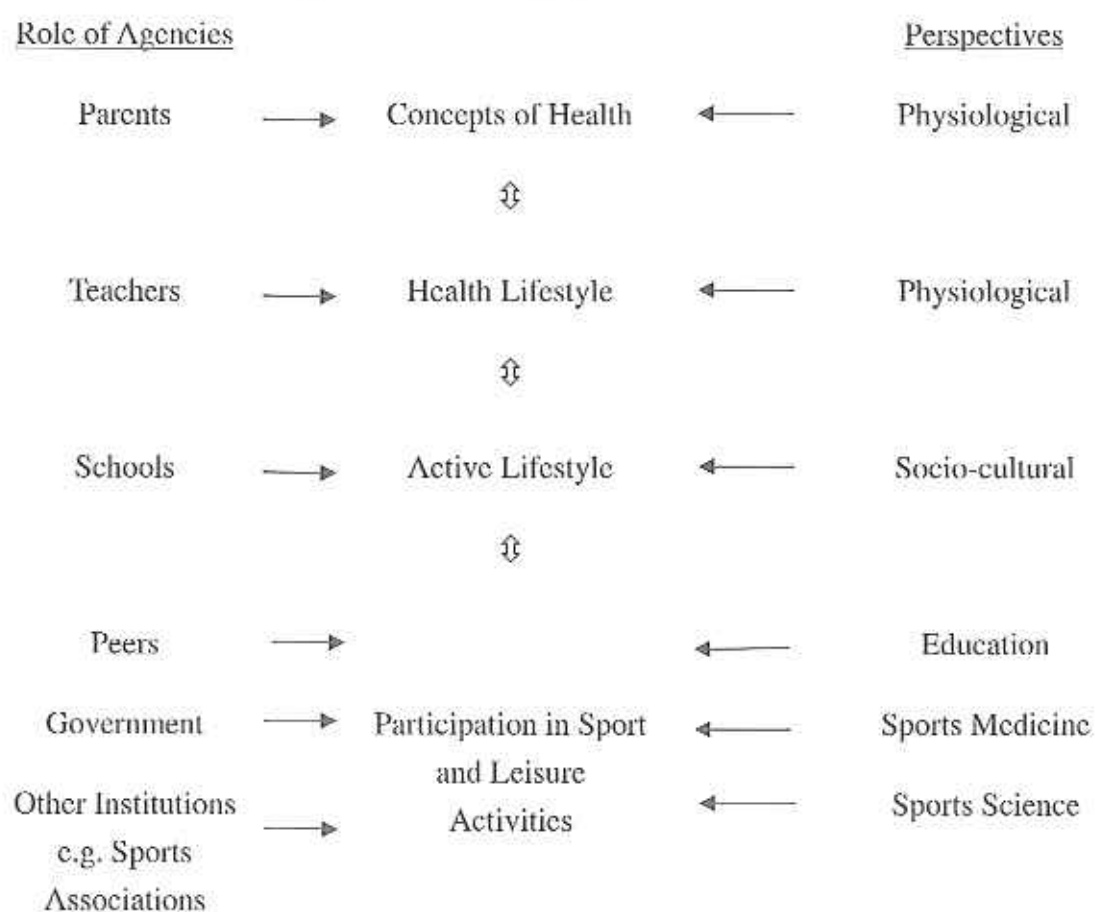 Role of Agencies
Perspectives
Parents
Concepts of Health
Physiological
Teachers
Health Lifestyle
Physiological
Schools
Active Lifestyle
Socio-cultural
Peers
Education
Government
Participation in Sport
and Leisure
Activities
Sports Medicine
Other Institutions
e.g. Sports
Associations
Sports Science